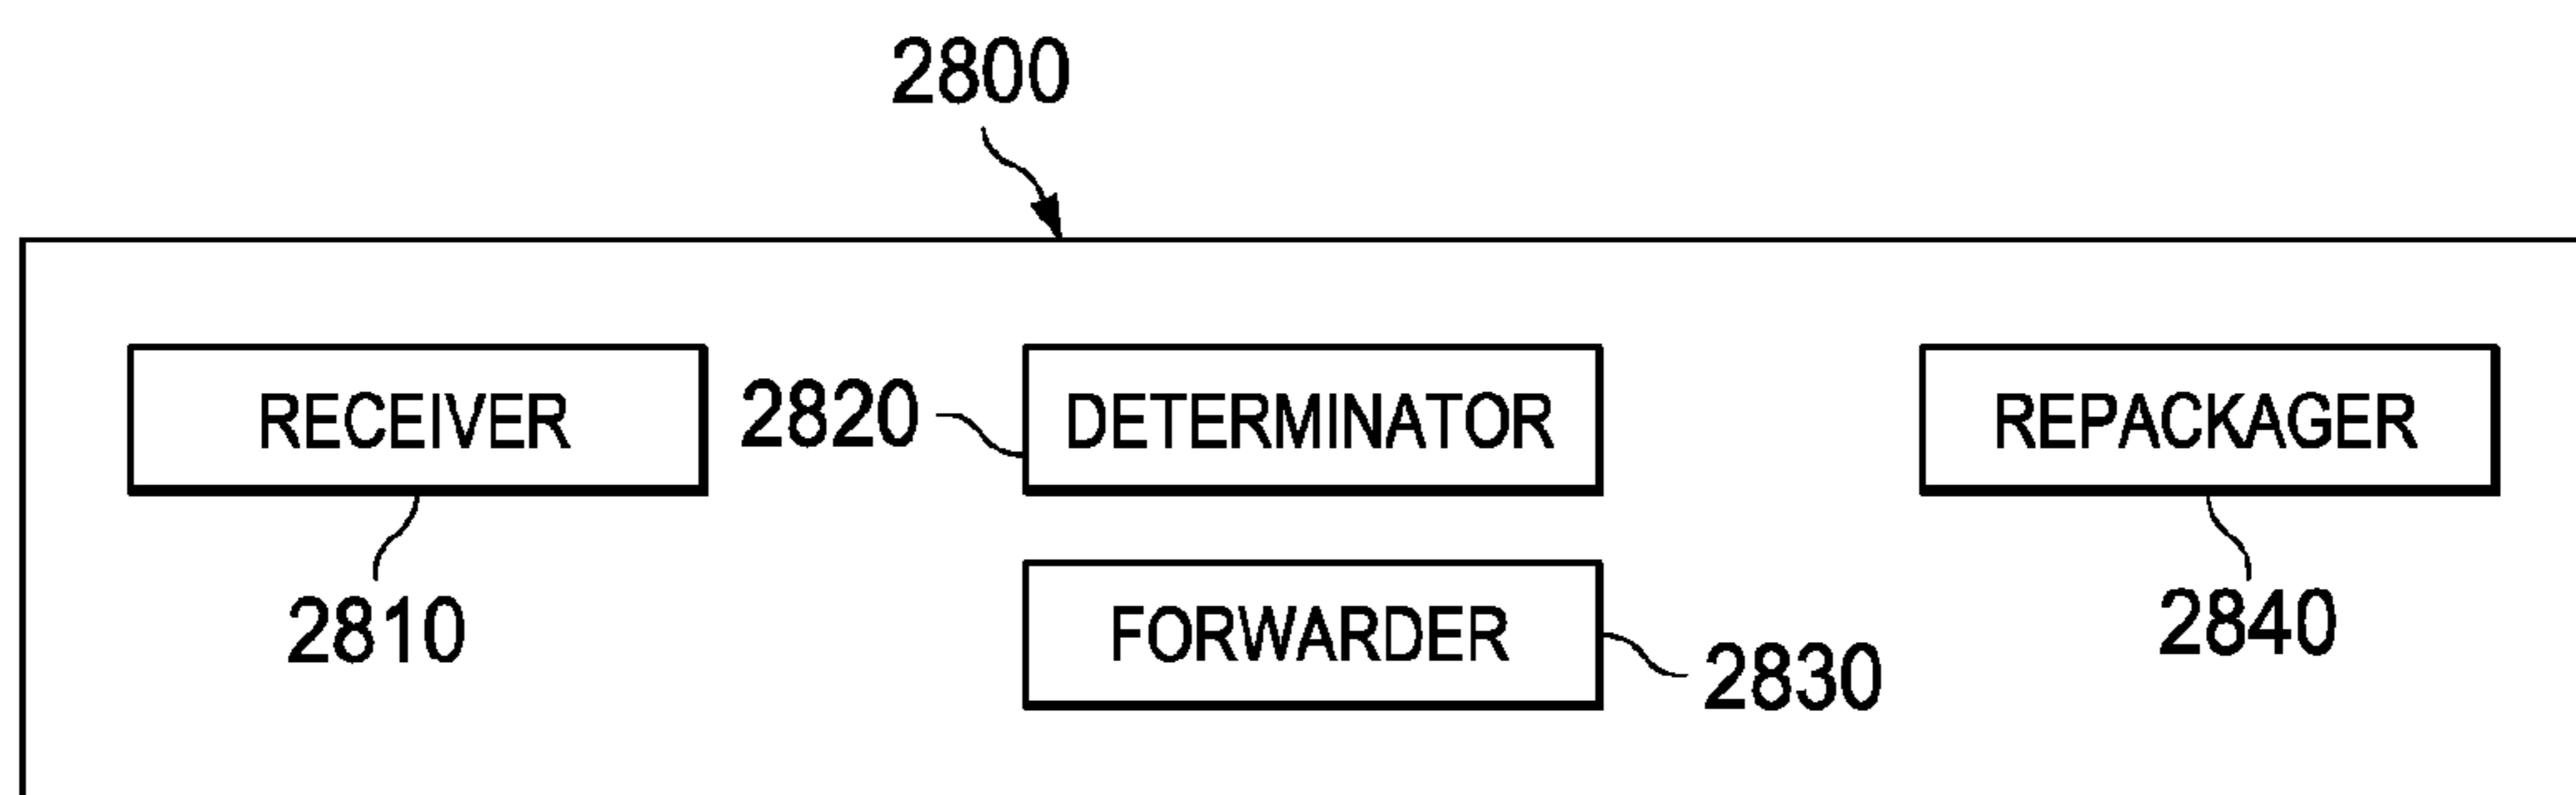 2800
RECEIVER
2820
DETERMINATOR
REPACKAGER
2810
FORWARDER
2830
2840